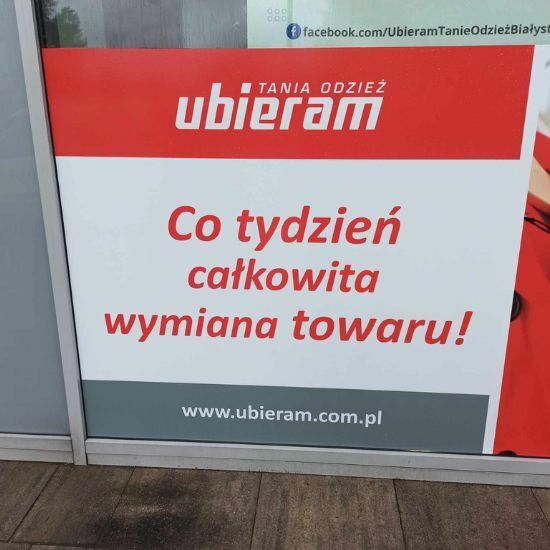 facebook.com/UbieramTanieOdzieżBiałyst
TANIA ODZIEŻ
ubieram
Co tydzień
całkowita
wymiana towaru!
www.ubieram.com.pl